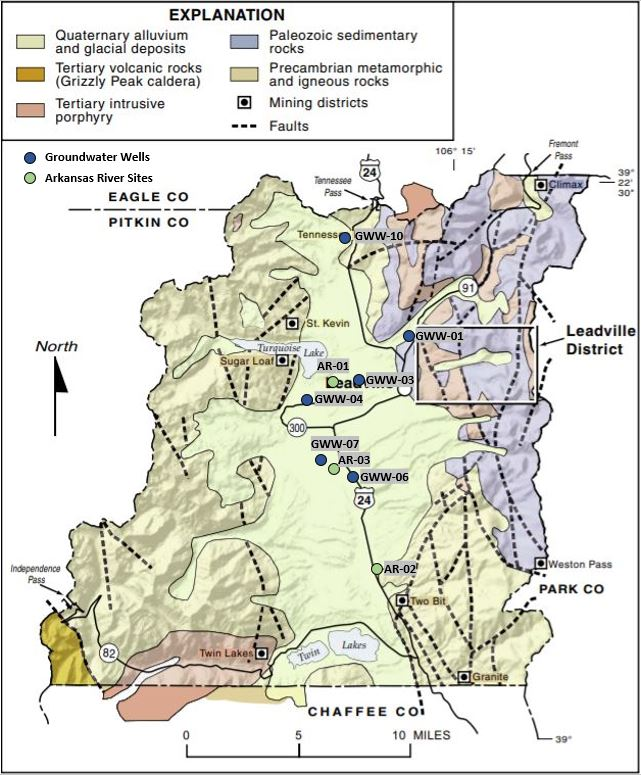 EXPLANATION
Quaternary alluvium
and glacial deposits
Tertiary volcanic rocks
(Grizzly Peak caldera)
Tertiary intrusive
porphyry
Paleozoic sedimentary
rocks
Precambrian metamorphic
and igneous rocks
Mining districts
Faults
Groundwater Wells
Arkansas River Sites
EAGLE CO
PITKIN CO
Tennessee
Pass
24
106° 15'
Fremont
Pass
39°
22'
30"
Climax
Tenness
GWW-10
91
North
St. Kevin
Turquoise
Lake
Sugar Loaf
GWW-01
Leadville
District
AR-01
GWW-03
GWW-04
300
GWW-07
AR-03
GWW-06
24
AR-02
Independence
Pass
Weston Pass
PARK CO
Two Bit
82
Twin Lakes
Twin
Lakes
Granite
CHAFFEE CO
39°
0
5
10 MILES